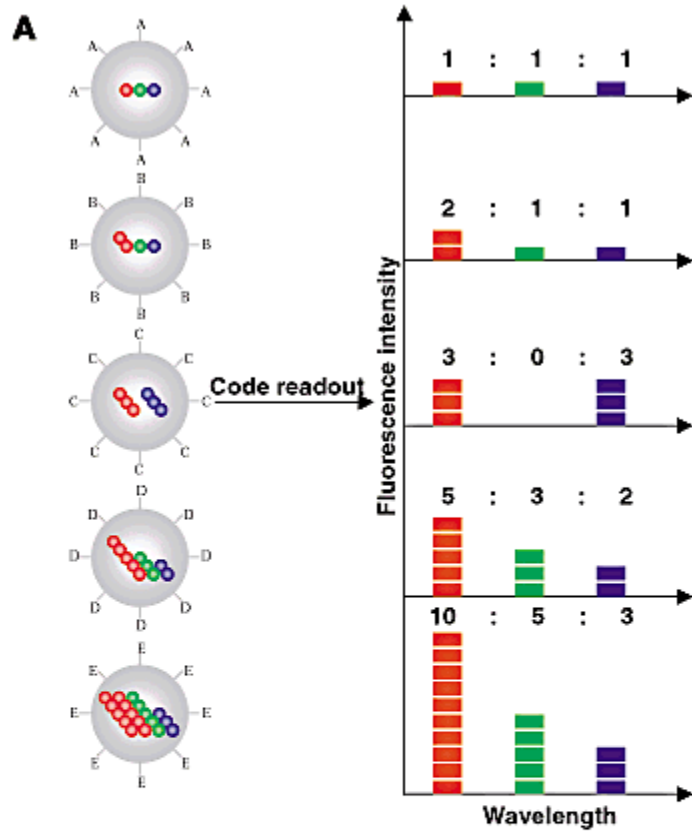 A
A
A A
A A
A A
A
B
B B
B B
B B
B
C
C C
C C
C C
C
D
D D
D D
D D
D
E
E E
E E
E E
E
Code readout
Fluorescence intensity
1 : 1 : 1
2 : 1 : 1
3 : 0 : 3
5 : 3 : 2
10 : 5 : 3
Wavelength